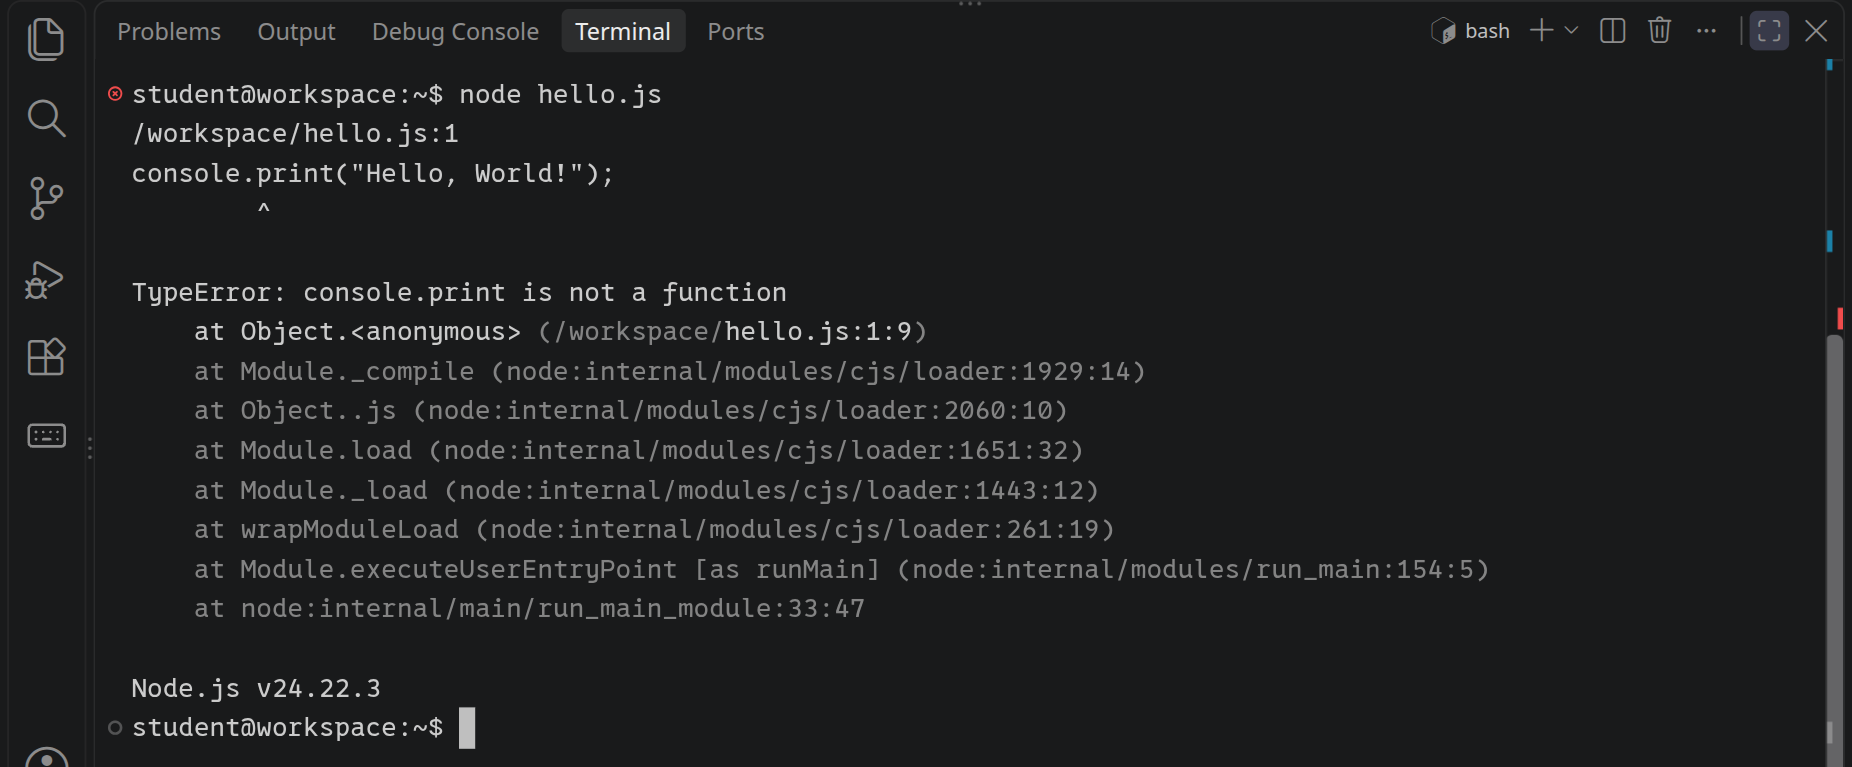 Problems Output Debug Console Terminal Ports bash
student@workspace:~$ node hello.js
/workspace/hello.js:1
console.print("Hello, World!");
        ^

TypeError: console.print is not a function
    at Object.<anonymous> (/workspace/hello.js:1:9)
    at Module._compile (node:internal/modules/cjs/loader:1929:14)
    at Object..js (node:internal/modules/cjs/loader:2060:10)
    at Module.load (node:internal/modules/cjs/loader:1651:32)
    at Module._load (node:internal/modules/cjs/loader:1443:12)
    at wrapModuleLoad (node:internal/modules/cjs/loader:261:19)
    at Module.executeUserEntryPoint [as runMain] (node:internal/modules/run_main:154:5)
    at node:internal/main/run_main_module:33:47

Node.js v24.22.3
student@workspace:~$